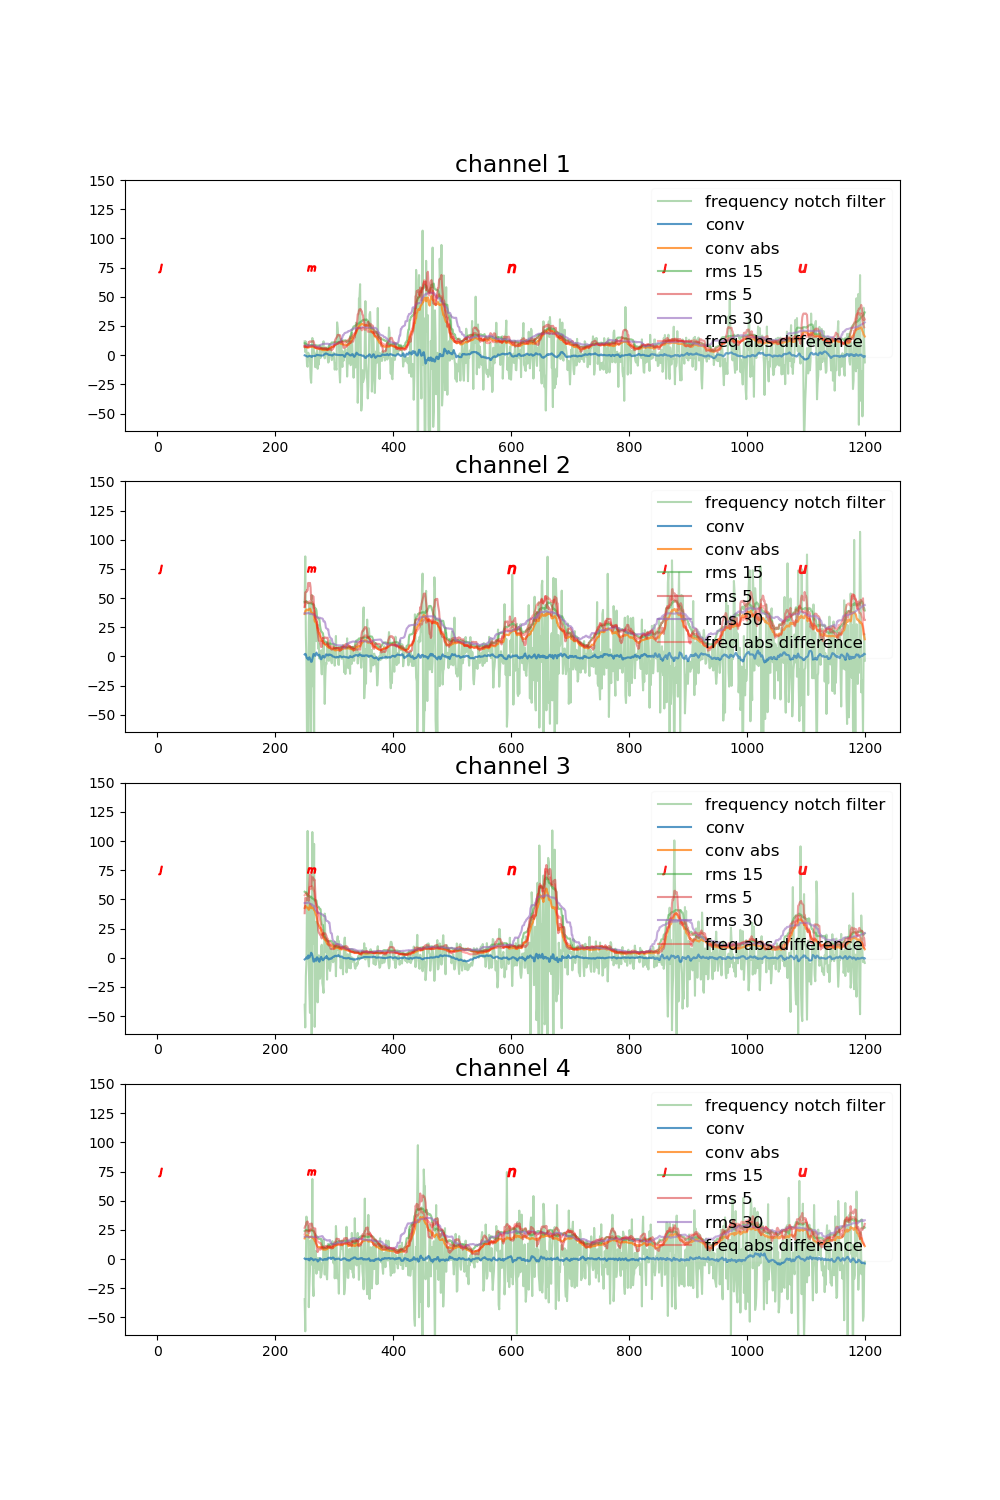 channel 1
150
125
100
75
50
25
0
−25
−50
frequency notch filter
conv
conv abs
rms 15
rms 5
rms 30
freq abs difference
J m n J u
0 200 400 600 800 1000 1200
channel 2
150
125
100
75
50
25
0
−25
−50
frequency notch filter
conv
conv abs
rms 15
rms 5
rms 30
freq abs difference
J m n J u
0 200 400 600 800 1000 1200
channel 3
150
125
100
75
50
25
0
−25
−50
frequency notch filter
conv
conv abs
rms 15
rms 5
rms 30
freq abs difference
J m n J u
0 200 400 600 800 1000 1200
channel 4
150
125
100
75
50
25
0
−25
−50
frequency notch filter
conv
conv abs
rms 15
rms 5
rms 30
freq abs difference
J m n J u
0 200 400 600 800 1000 1200